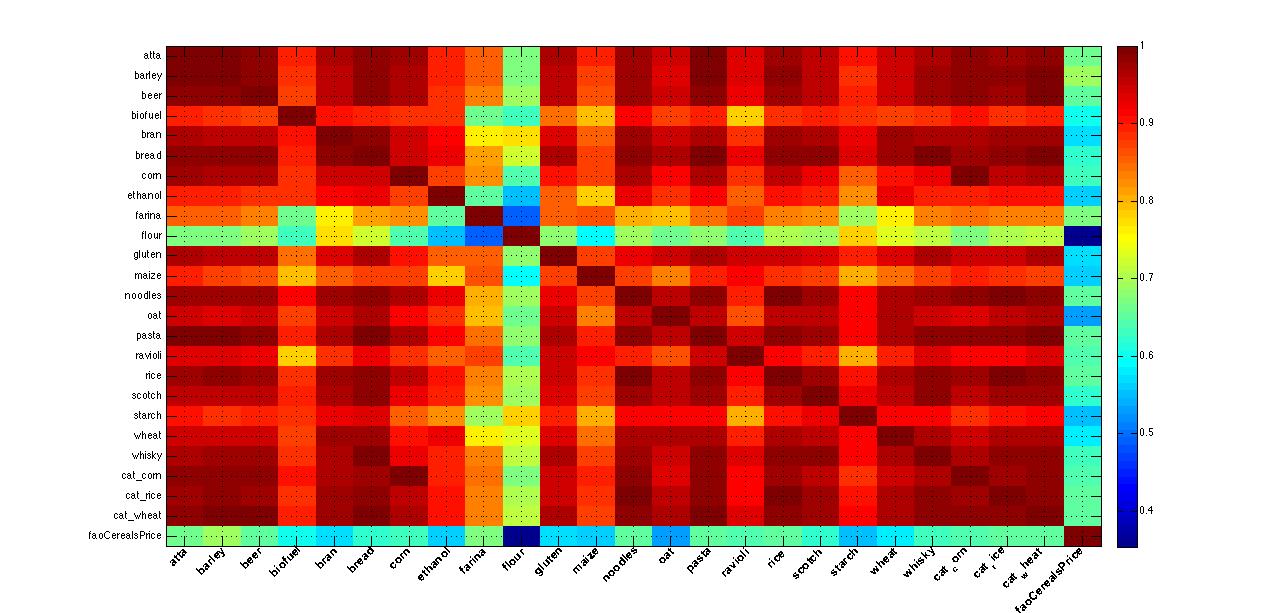 atta
barley
beer
biofuel
bran
bread
corn
ethanol
farina
flour
gluten
maize
noodles
oat
pasta
ravioli
rice
scotch
starch
wheat
whisky
cat_corn
cat_rice
cat_wheat
faoCerealsPrice
1
0.9
0.8
0.7
0.6
0.5
0.4
atta
barley
beer
biofuel
bran
bread
corn
ethanol
farina
flour
gluten
maize
noodles
oat
pasta
ravioli
rice
scotch
starch
wheat
whisky
cat_corn
cat_rice
cat_wheat
faoCerealsPrice